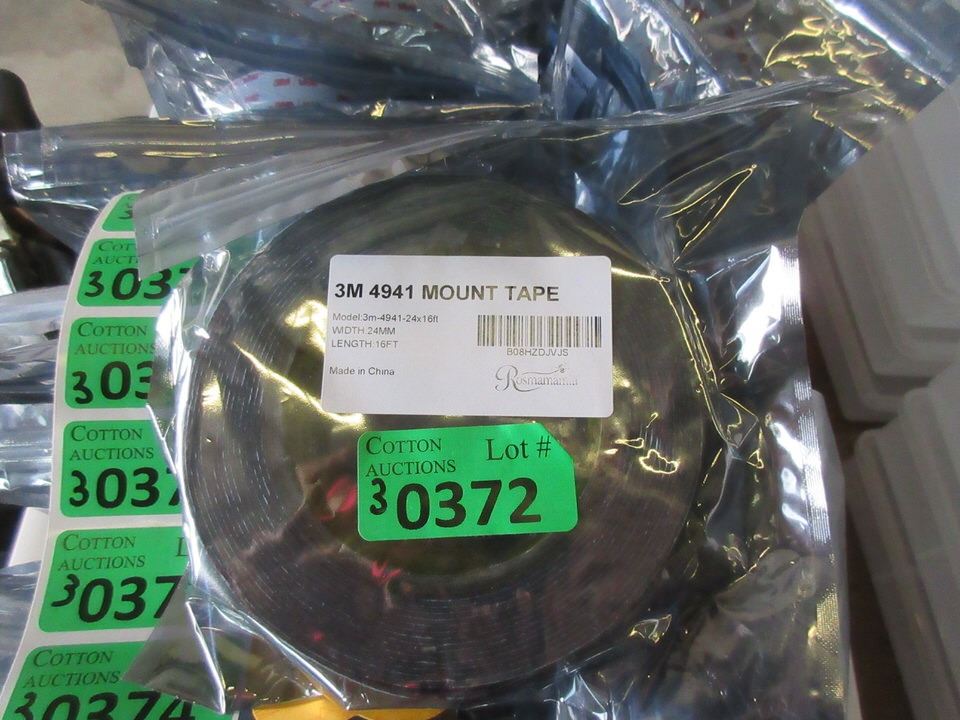 3M 4941 MOUNT TAPE
Model:3m-4941-24x16ft
WIDTH:24MM
LENGTH:16FT
B08HZDJVJS
Made in China
COTTON
AUCTIONS
Lot #
30372
COTTON
AUCTIONS
COTTON
AUCTIONS
COTTON
AUCTIONS
COTTON
AUCTIONS
30374